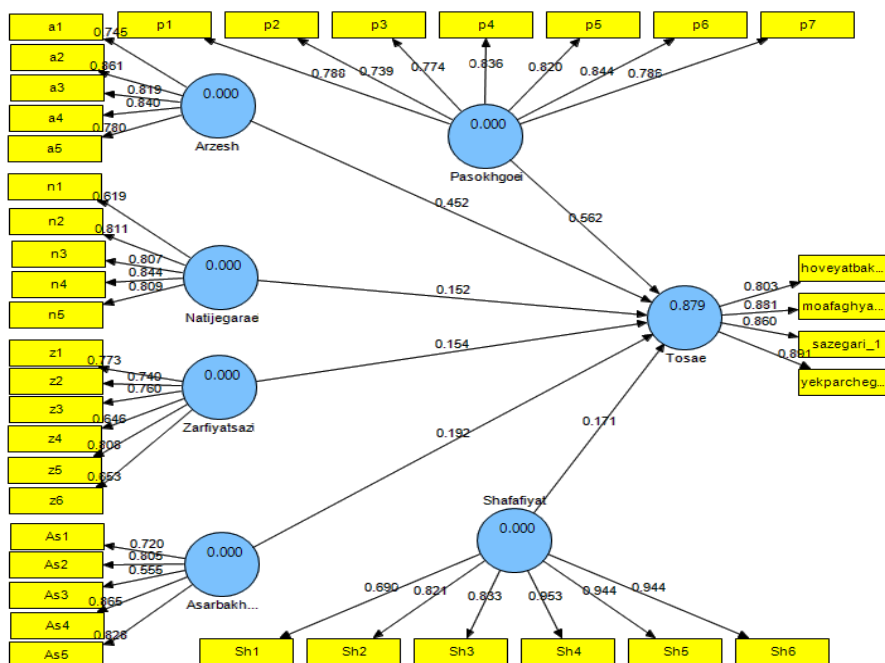 a1
a2
a3
a4
a5
0.745
0.861
0.819
0.840
0.780
0.000
Arzesh
p1
p2
p3
p4
p5
p6
p7
0.788
0.739
0.774
0.836
0.820
0.844
0.786
0.000
Pasokhgoei
0.452
0.562
n1
n2
n3
n4
n5
0.619
0.811
0.807
0.844
0.809
0.000
Natijegarae
0.152
z1
z2
z3
z4
z5
z6
0.773
0.740
0.760
0.646
0.808
0.653
0.000
Zarfiyatsazi
0.154
0.879
Tosae
0.803
0.881
0.860
0.891
hoveyatbak...
moafaghya...
sazegari_1
yekparcheg...
As1
As2
As3
As4
As5
0.720
0.805
0.555
0.865
0.828
0.000
Asarbakh...
0.192
0.171
Shafafiyat
0.000
0.690
0.821
0.833
0.953
0.944
0.944
Sh1
Sh2
Sh3
Sh4
Sh5
Sh6